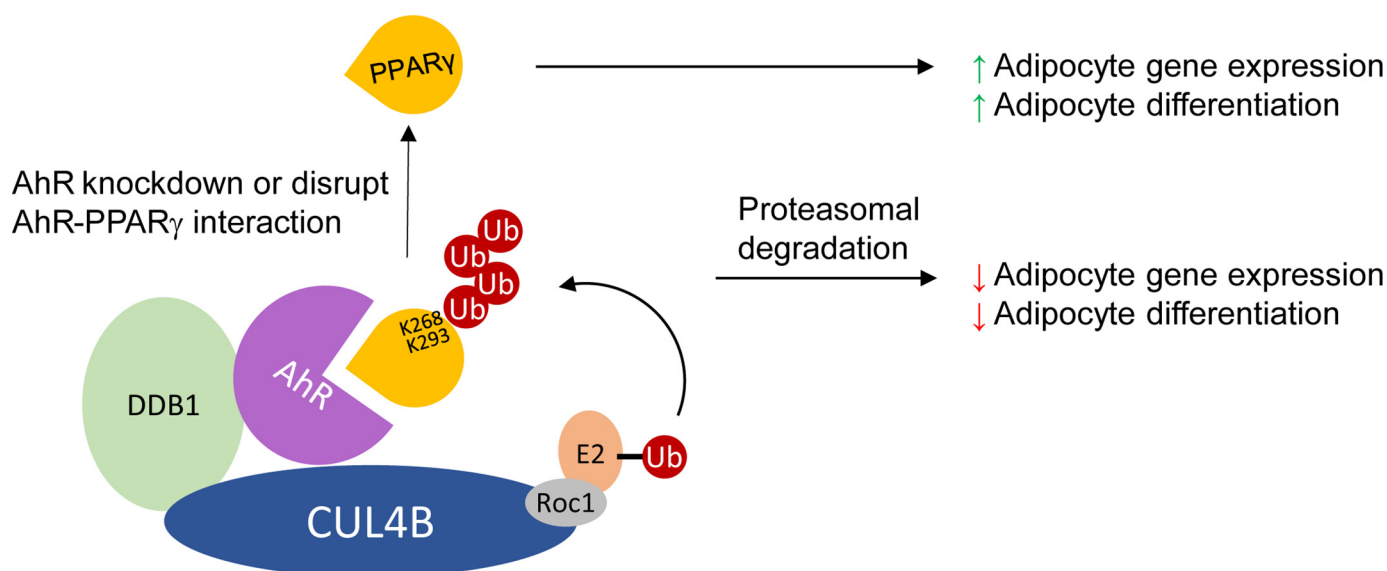 PPARγ
↑ Adipocyte gene expression
↑ Adipocyte differentiation
AhR knockdown or disrupt
AhR-PPARγ interaction
Proteasomal
degradation
↓ Adipocyte gene expression
↓ Adipocyte differentiation
Ub
Ub
Ub
Ub
K268
K293
AhR
DDB1
E2
Ub
Roc1
CUL4B